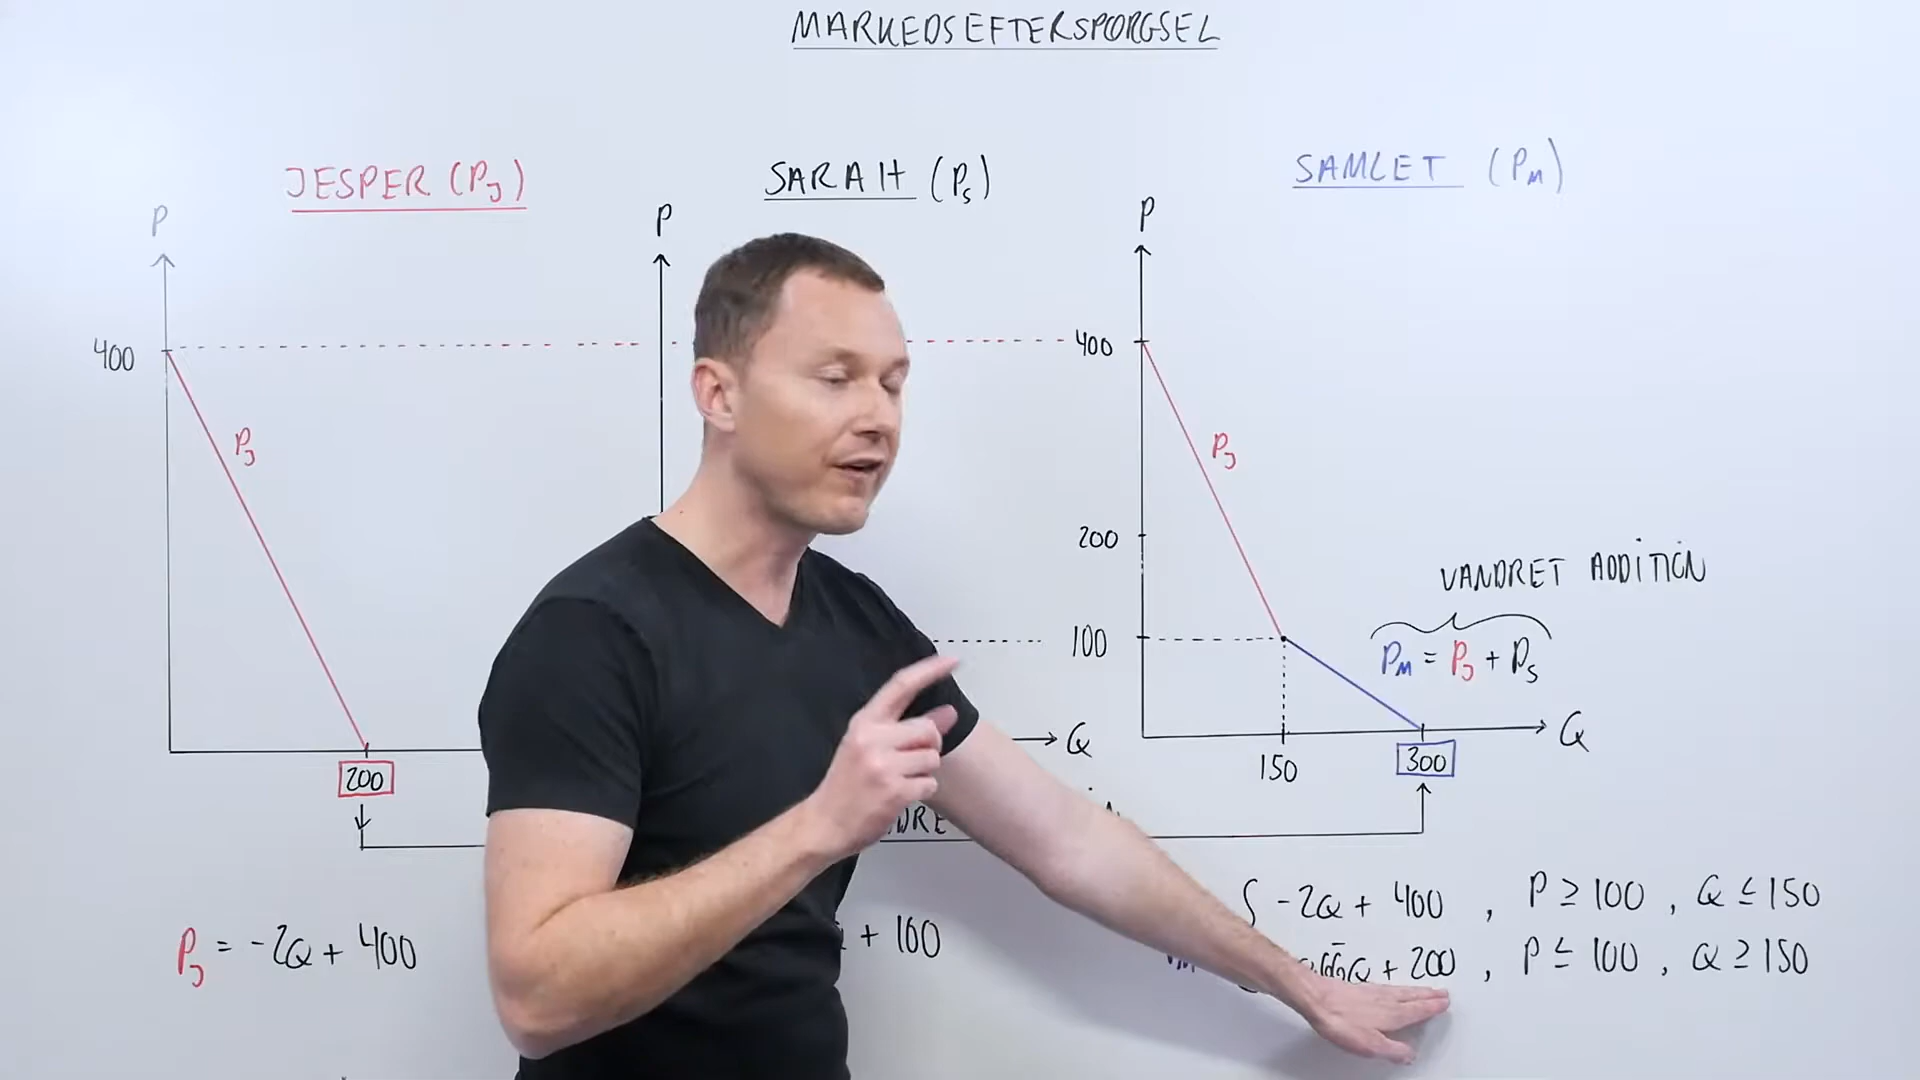 MARKEDSEFTERSPØRGSEL
JESPER (PJ)
SARAH (PS)
SAMLET (PM)
P
P
P
400
400
PJ
PJ
200
VANDRET ADDITION
100
PM = PJ + PS
Q
Q
200
150
300
PJ = -2Q + 400
+ 100
-2Q + 400 , P ≥ 100 , Q ≤ 150
Q + 200 , P ≤ 100 , Q ≥ 150